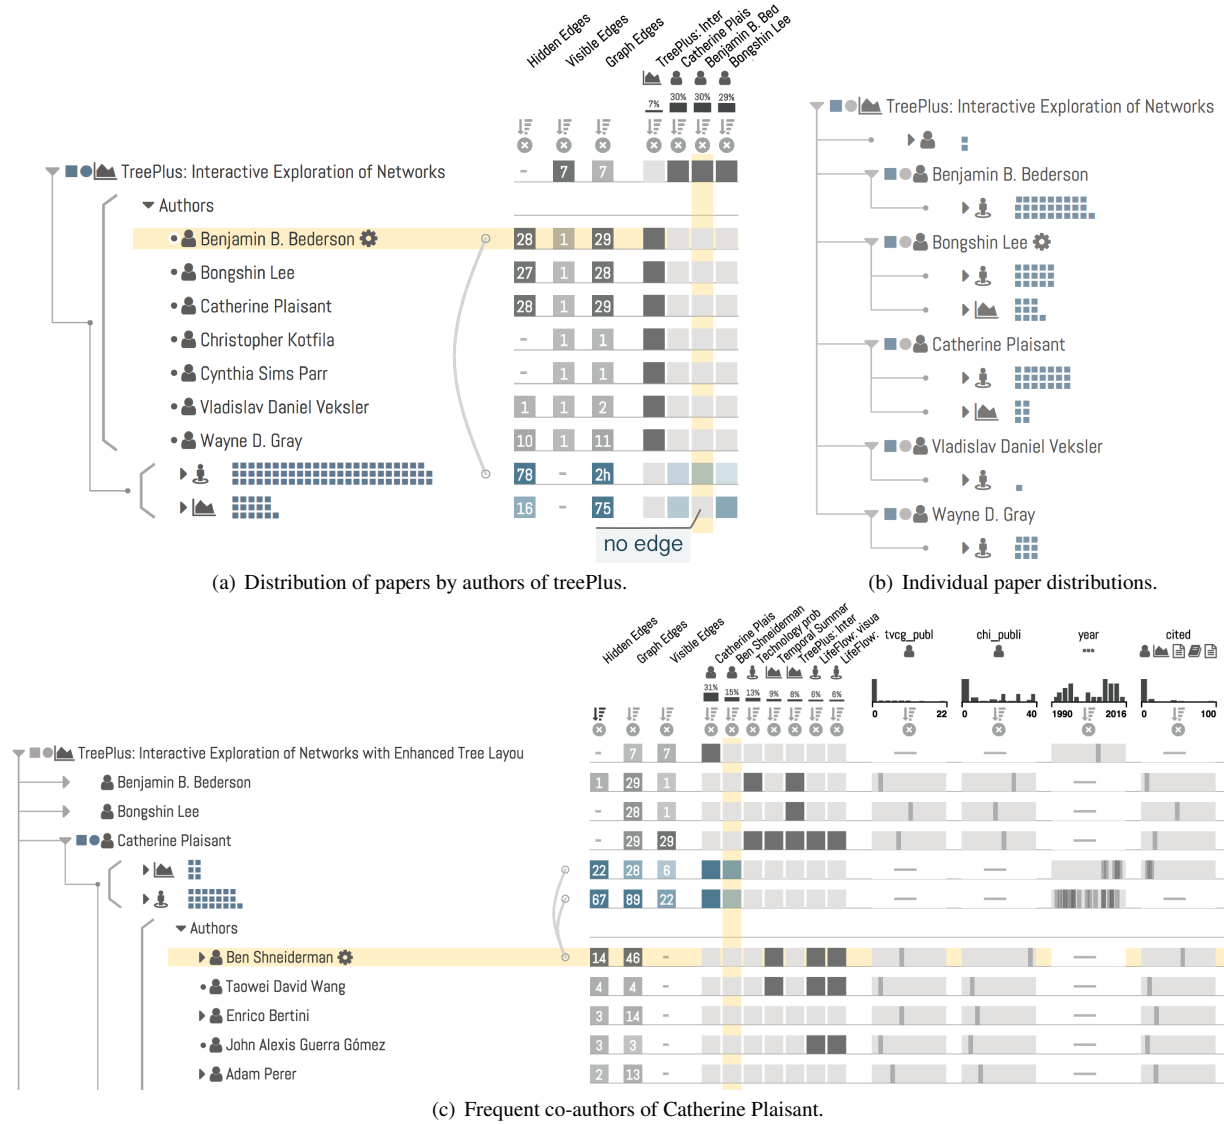 Hidden Edges
Visible Edges
Graph Edges
TreePlus: Inter
Catherine Plais
Benjamin B. Bed
Bongshin Lee
7% 30% 30% 29%
TreePlus: Interactive Exploration of Networks - 7 7
Authors
Benjamin B. Bederson 28 1 29
Bongshin Lee 27 1 28
Catherine Plaisant 28 1 29
Christopher Kotfila - 1 1
Cynthia Sims Parr - 1 1
Vladislav Daniel Veksler 1 1 2
Wayne D. Gray 10 1 11
78 - 2h
16 - 75
no edge
(a) Distribution of papers by authors of treePlus.
TreePlus: Interactive Exploration of Networks
Benjamin B. Bederson
Bongshin Lee
Catherine Plaisant
Vladislav Daniel Veksler
Wayne D. Gray
(b) Individual paper distributions.
Hidden Edges
Graph Edges
Visible Edges
Catherine Plais
Ben Shneiderman
Technology prob
Temporal Summar
TreePlus: Inter
LifeFlow: visua
LifeFlow:
tvcg_publ chi_publi year cited
31% 15% 13% 9% 8% 6% 6%
0 22 0 40 1990 2016 0 100
TreePlus: Interactive Exploration of Networks with Enhanced Tree Layou - 7 7
Benjamin B. Bederson 1 29 1
Bongshin Lee 28 1
Catherine Plaisant - 29 29
22 28 6
67 89 22
Authors
Ben Shneiderman 14 46 -
Taowei David Wang 4 4 -
Enrico Bertini 3 14 -
John Alexis Guerra Gómez 3 3 -
Adam Perer 2 13 -
(c) Frequent co-authors of Catherine Plaisant.